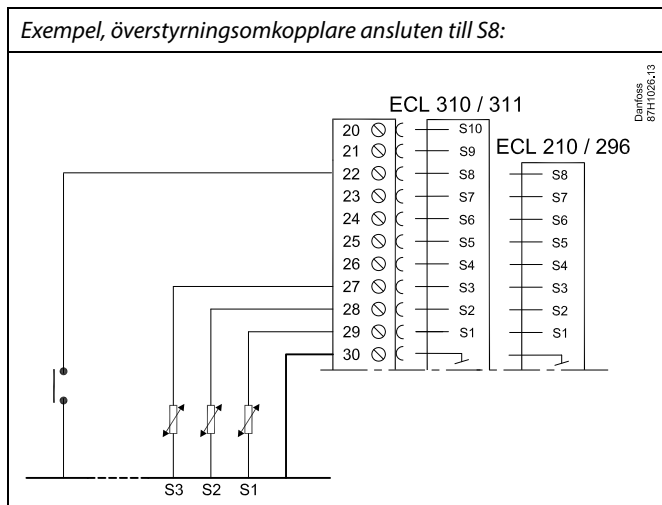 Exempel, överstyrningsomkopplare ansluten till S8:
Danfoss
87H1026.13
ECL 310 / 311
ECL 210 / 296
20 S10
21 S9
22 S8 S8
23 S7 S7
24 S6 S6
25 S5 S5
26 S4 S4
27 S3 S3
28 S2 S2
29 S1 S1
30
S3 S2 S1